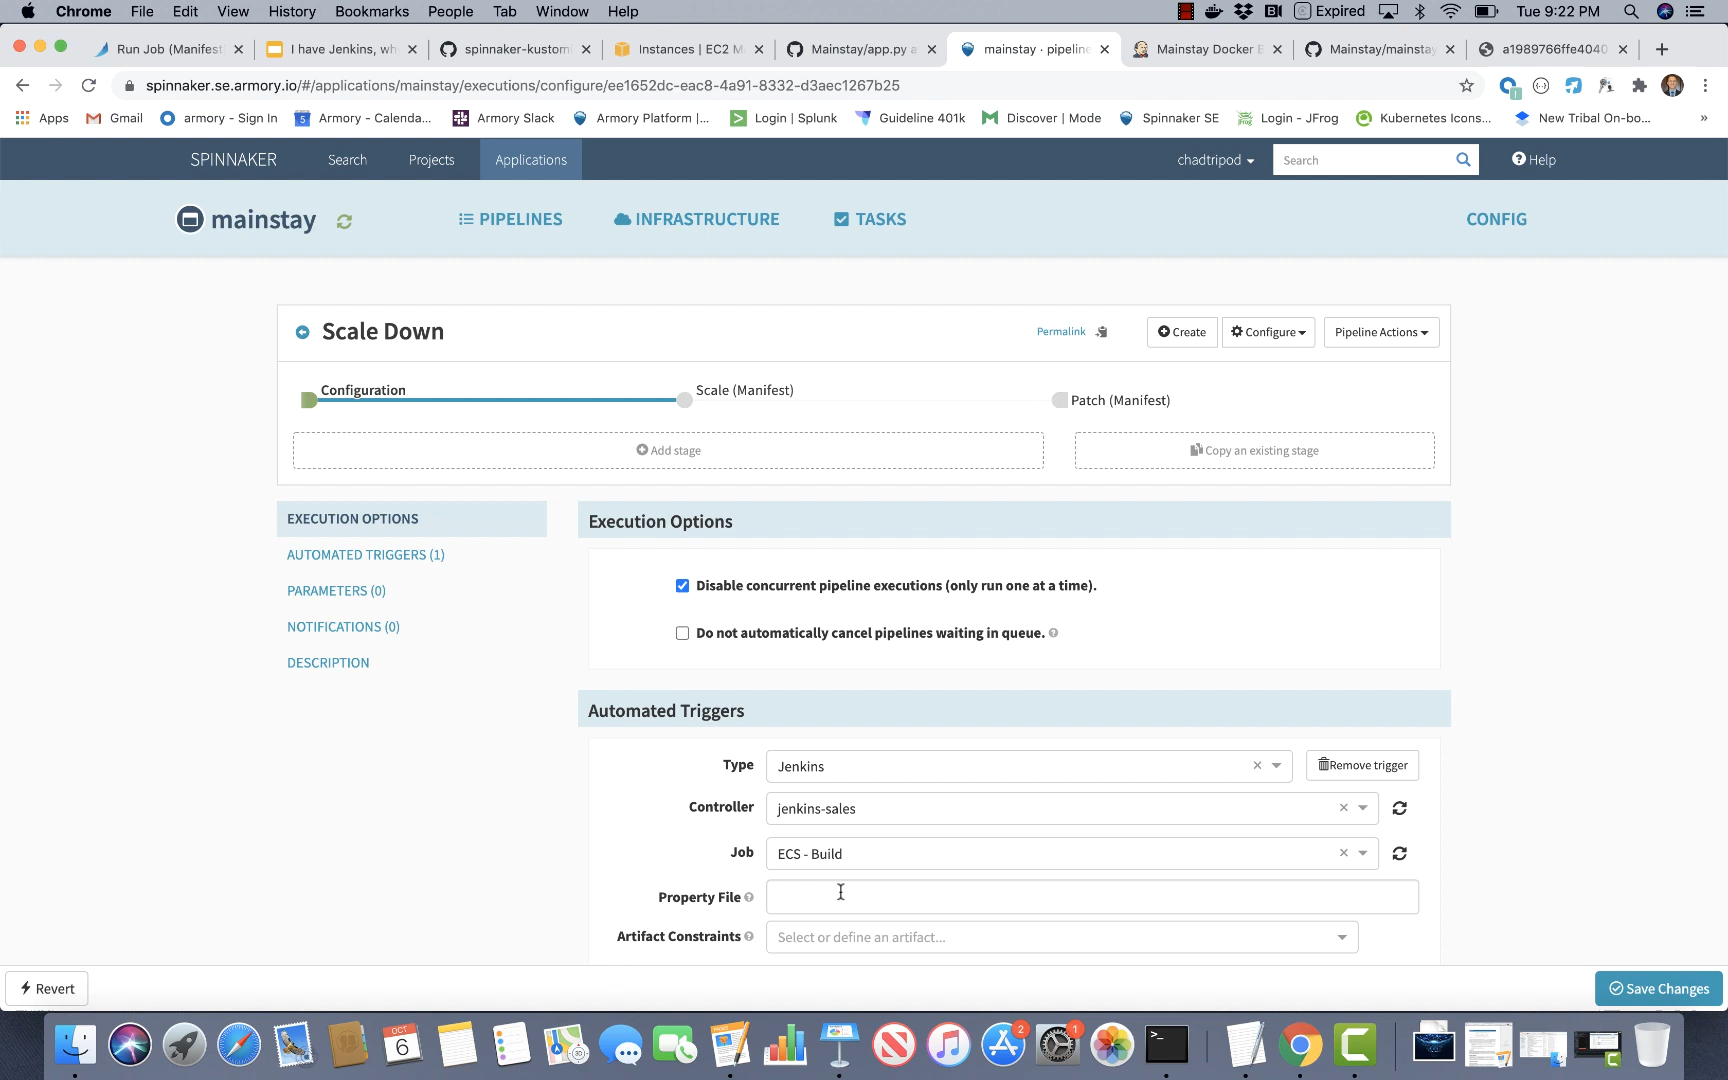 Chrome File Edit View History Bookmarks People Tab Window Help Expired Tue 9:22 PM
Run Job (Manifest I have Jenkins, wh spinnaker-kustomi Instances | EC2 M Mainstay/app.py a mainstay · pipeline Mainstay Docker B Mainstay/mainstay a1989766ffe4040
spinnaker.se.armory.io/#/applications/mainstay/executions/configure/ee1652dc-eac8-4a91-8332-d3aec1267b25
Apps Gmail armory - Sign In Armory - Calenda... Armory Slack Armory Platform |... Login | Splunk Guideline 401k Discover | Mode Spinnaker SE Login - JFrog Kubernetes Icons... New Tribal On-bo... »
SPINNAKER Search Projects Applications chadtripod Search Help
mainstay PIPELINES INFRASTRUCTURE TASKS CONFIG
Scale Down Permalink Create Configure Pipeline Actions
Configuration Scale (Manifest) Patch (Manifest)
Add stage Copy an existing stage
EXECUTION OPTIONS
AUTOMATED TRIGGERS (1)
PARAMETERS (0)
NOTIFICATIONS (0)
DESCRIPTION
Execution Options
Disable concurrent pipeline executions (only run one at a time).
Do not automatically cancel pipelines waiting in queue.
Automated Triggers
Type Jenkins Remove trigger
Controller jenkins-sales
Job ECS - Build
Property File
Artifact Constraints Select or define an artifact...
Revert Save Changes
OCT
6
2
1